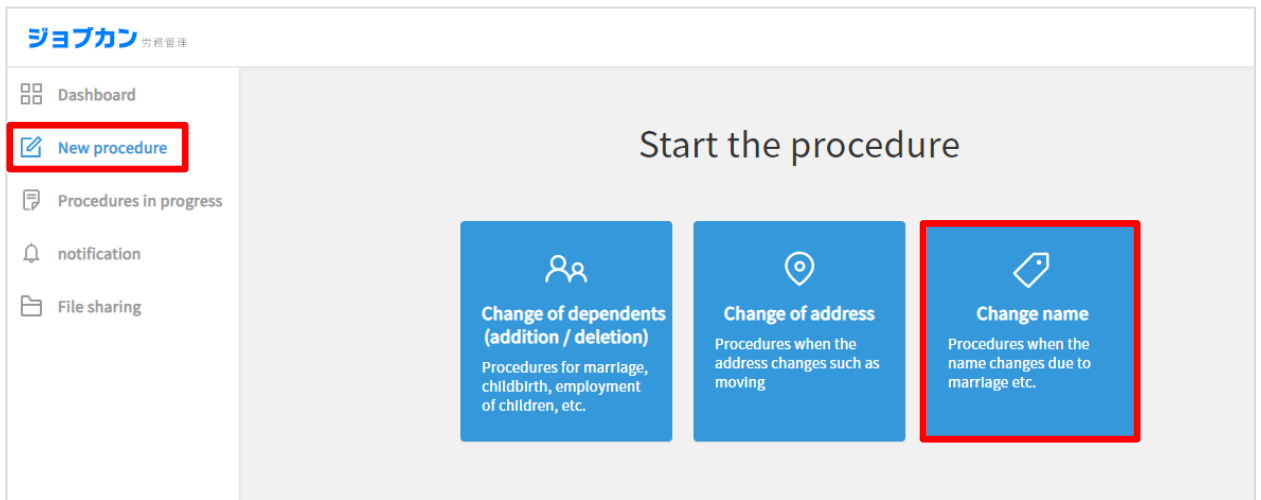 ジョブカン 労務管理
Dashboard
New procedure
Procedures in progress
notification
File sharing
Start the procedure
Change of dependents
(addition / deletion)
Procedures for marriage,
childbirth, employment
of children, etc.
Change of address
Procedures when the
address changes such as
moving
Change name
Procedures when the
name changes due to
marriage etc.